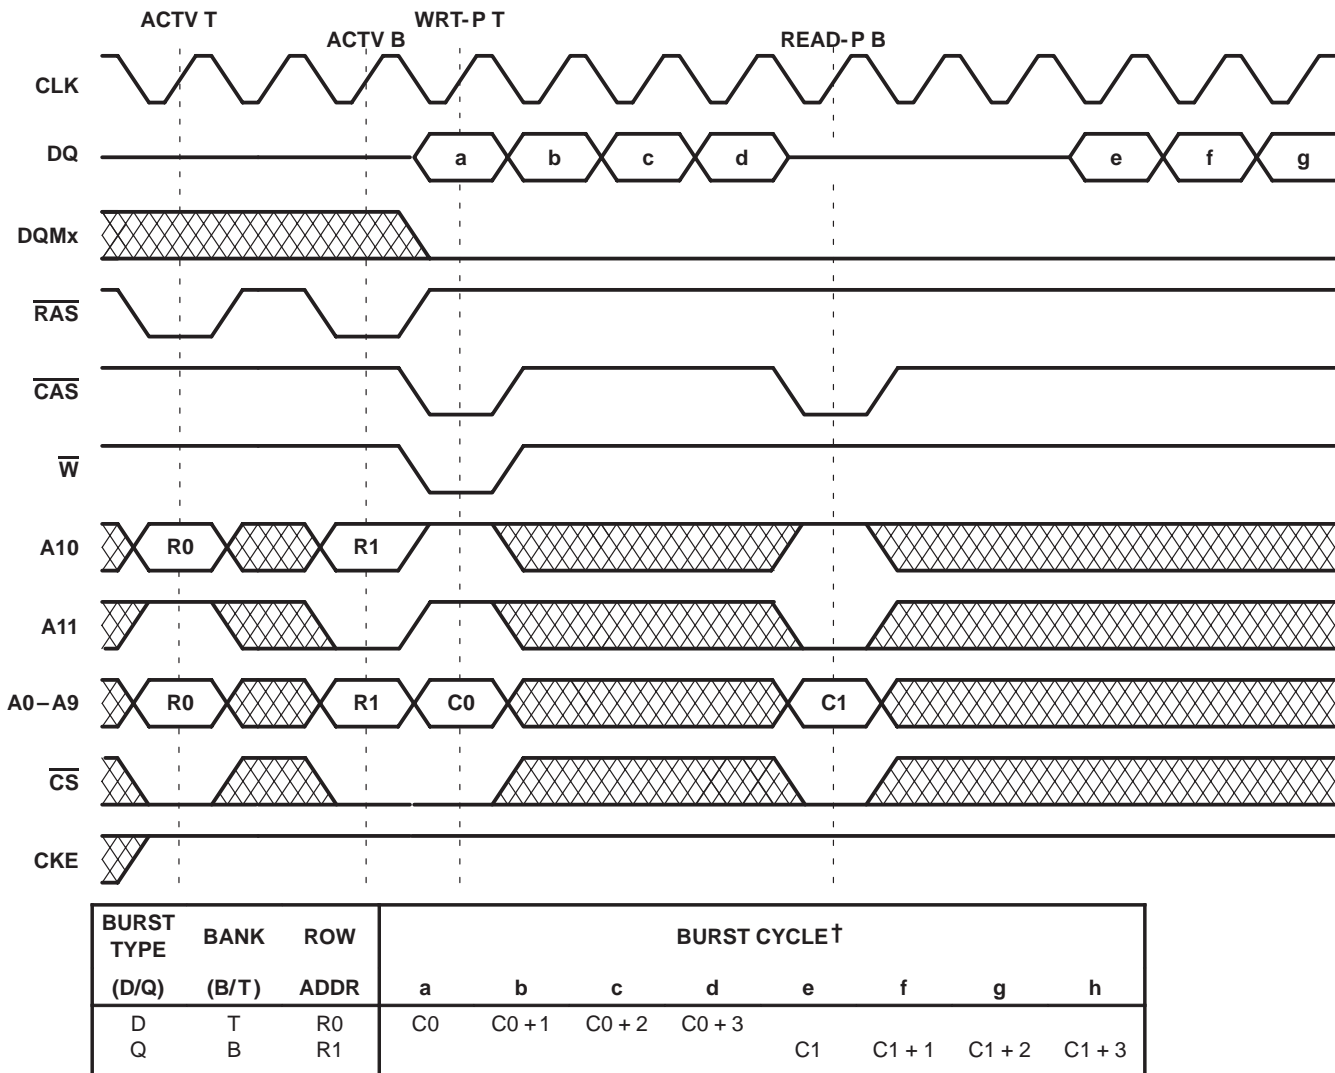 ACTV T
WRT-P T
ACTV B
READ-P B
CLK
DQ a b c d e f g
DQMx
RAS
CAS
W
A10 R0 R1
A11
A0–A9 R0 R1 C0 C1
CS
CKE
BURST TYPE BANK ROW BURST CYCLE†
(D/Q) (B/T) ADDR a b c d e f g h
D T R0 C0 C0 + 1 C0 + 2 C0 + 3
Q B R1 C1 C1 + 1 C1 + 2 C1 + 3